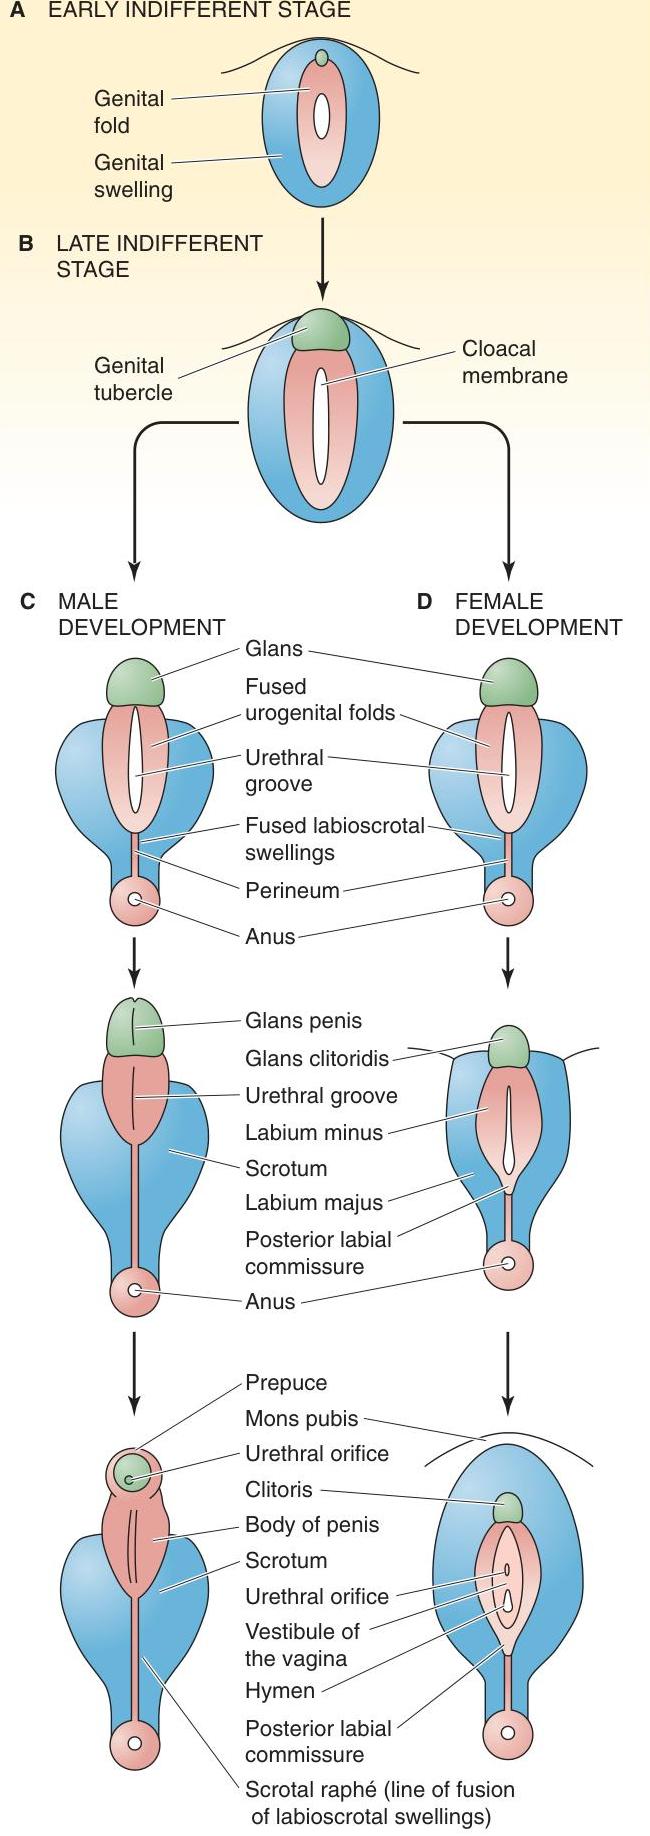 A EARLY INDIFFERENT STAGE
Genital
fold
Genital
swelling
B LATE INDIFFERENT
STAGE
Genital
tubercle
Cloacal
membrane
C MALE
DEVELOPMENT
D FEMALE
DEVELOPMENT
Glans
Fused
urogenital folds
Urethral
groove
Fused labioscrotal
swellings
Perineum
Anus
Glans penis
Glans clitoridis
Urethral groove
Labium minus
Scrotum
Labium majus
Posterior labial
commissure
Anus
Prepuce
Mons pubis
Urethral orifice
Clitoris
Body of penis
Scrotum
Urethral orifice
Vestibule of
the vagina
Hymen
Posterior labial
commissure
Scrotal raphé (line of fusion
of labioscrotal swellings)